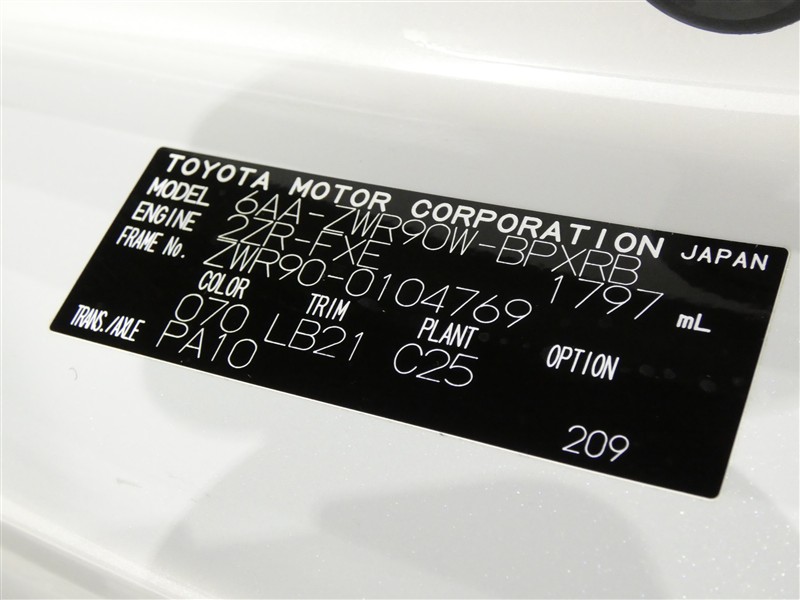 TOYOTA MOTOR CORPORATION JAPAN
MODEL 6AA-ZWR90W-BPXRB
ENGINE 2ZR-FXE 1797 mL
FRAME No. ZWR90-0104769
COLOR TRIM PLANT OPTION
070 LB21 C25
TRANS./AXLE PA10
209